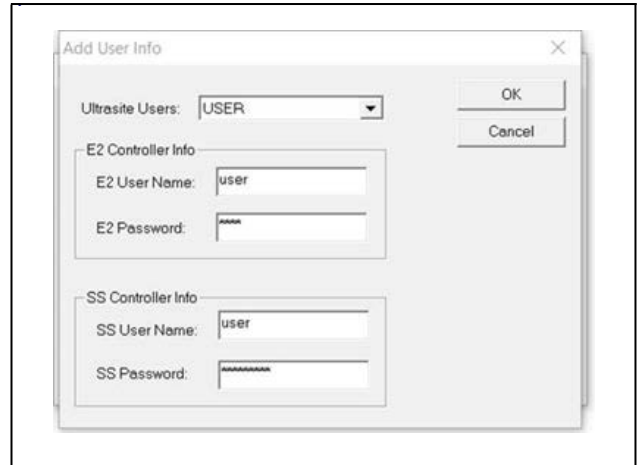 Add User Info
Ultrasite Users: USER
OK
Cancel
E2 Controller Info
E2 User Name: user
E2 Password: ****
SS Controller Info
SS User Name: user
SS Password: *********